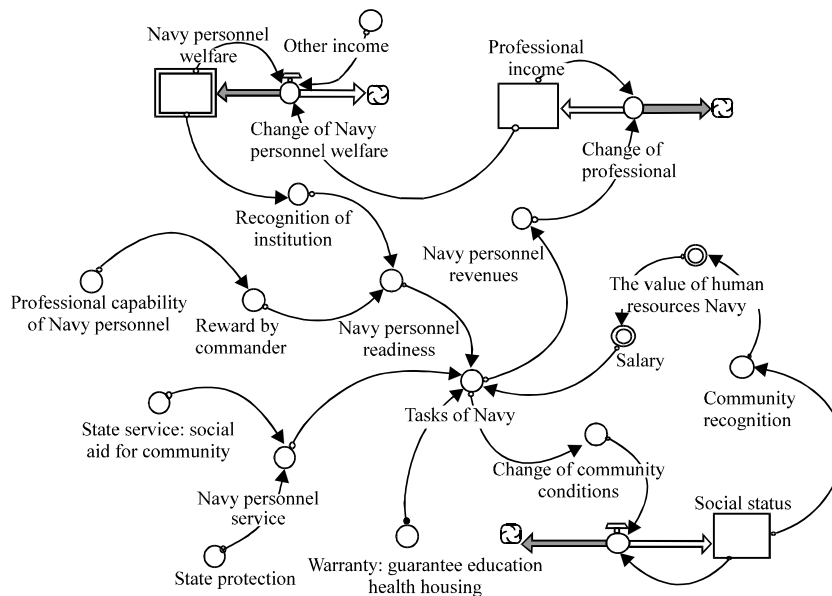 Navy personnel
welfare
Other income
Professional
income
Change of Navy
personnel welfare
Change of
professional
Recognition of
institution
Navy personnel
revenues
The value of human
resources Navy
Professional capability
of Navy personnel
Reward by
commander
Navy personnel
readiness
Salary
Community
recognition
Tasks of Navy
State service: social
aid for community
Change of community
conditions
Navy personnel
service
Social status
State protection
Warranty: guarantee education
health housing